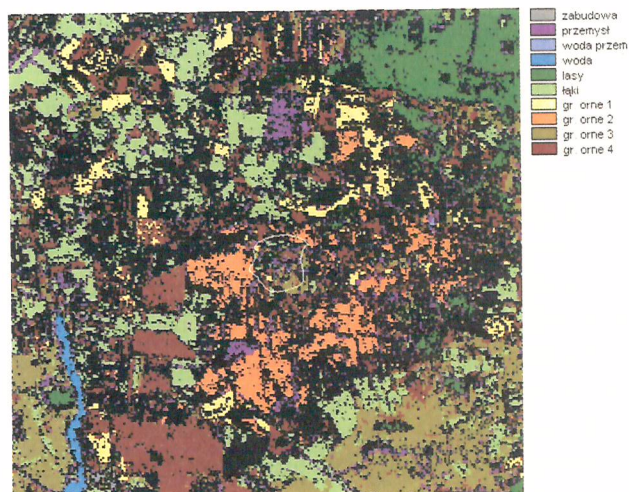 zabudowa
przemysł
woda przem
woda
lasy
łąki
gr orne 1
gr orne 2
gr orne 3
gr orne 4